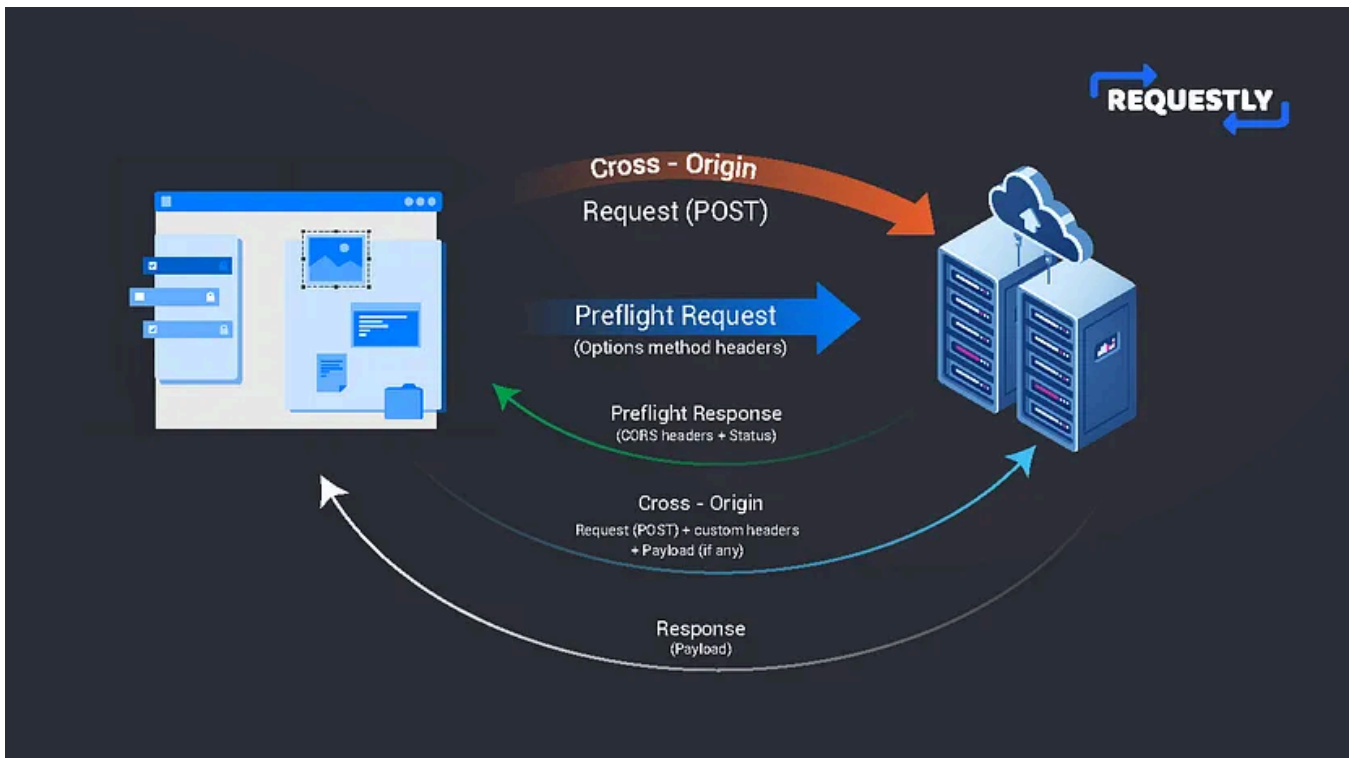 REQUESTLY
Cross - Origin
Request (POST)
Preflight Request
(Options method headers)
Preflight Response
(CORS headers + Status)
Cross - Origin
Request (POST) + custom headers
+ Payload (if any)
Response
(Payload)